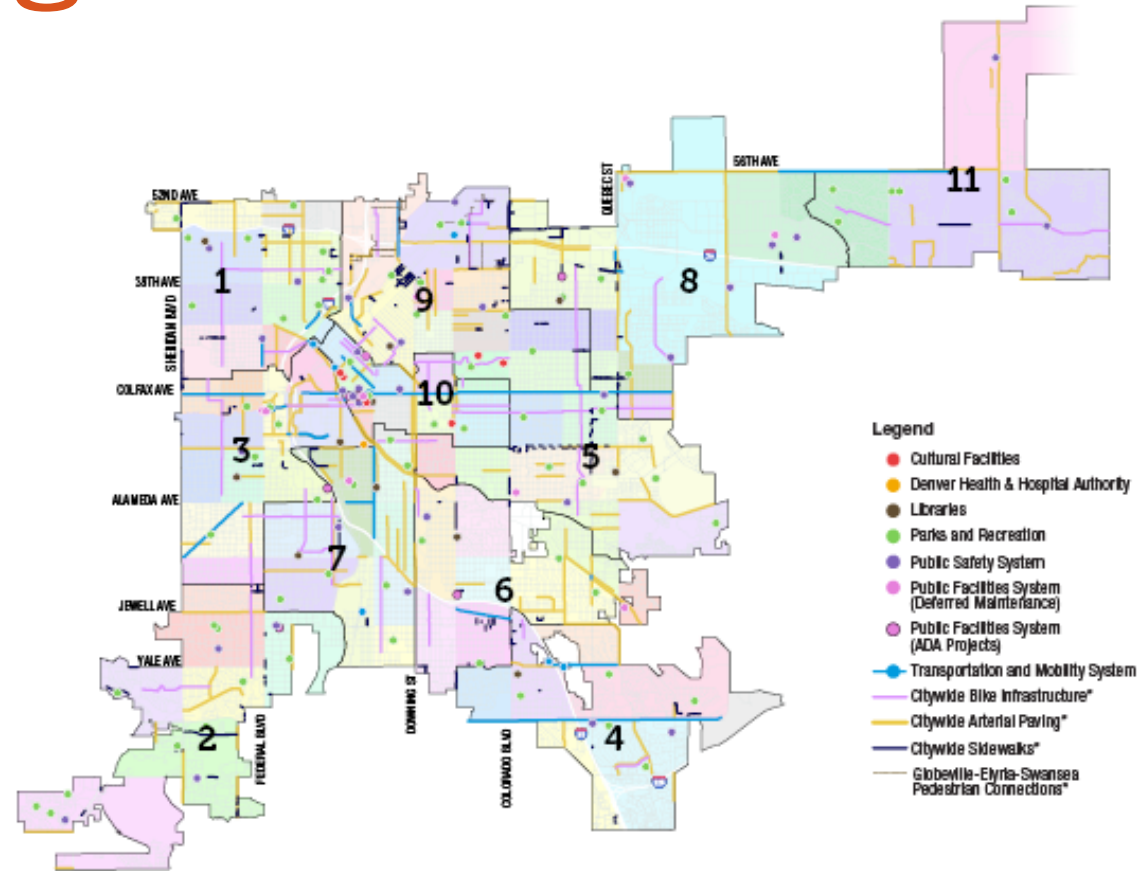 56TH AVE
QUEBEC ST
11
52ND AVE
38TH AVE
1
8
9
SHERIDAN BLVD
COLFAX AVE
10
3
5
ALAMEDA AVE
7
6
JEWELL AVE
YALE AVE
DOWNING ST
2
FEDERAL BLVD
COLORADO BLVD
4
Legend
Cultural Facilities
Denver Health & Hospital Authority
Libraries
Parks and Recreation
Public Safety System
Public Facilities System
(Deferred Maintenance)
Public Facilities System
(ADA Projects)
Transportation and Mobility System
Citywide Bike Infrastructure*
Citywide Arterial Paving*
Citywide Sidewalks*
Globeville-Elyria-Swansea
Pedestrian Connections*